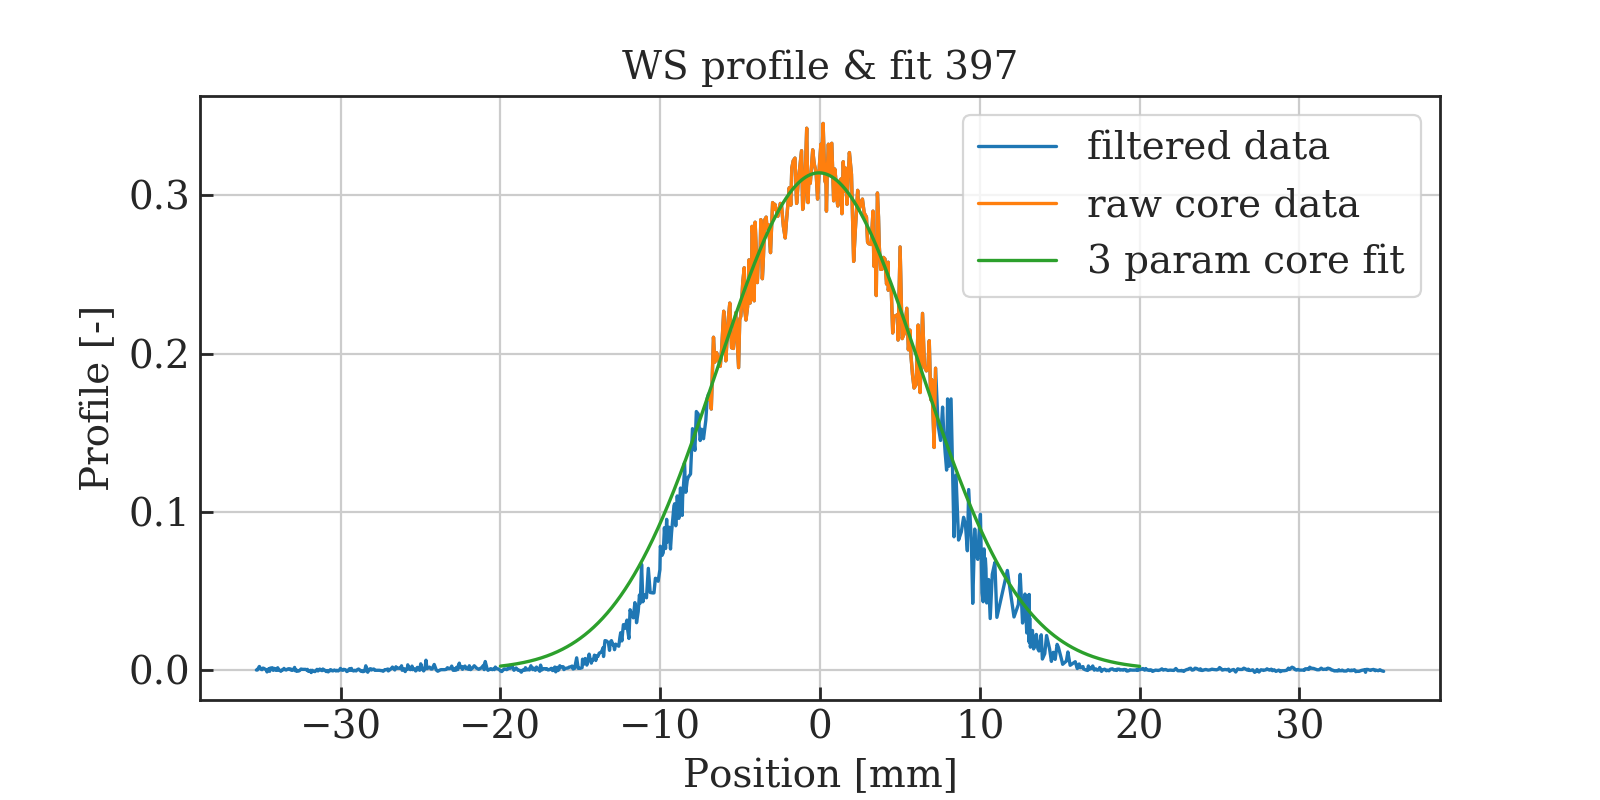 WS profile & fit 397
filtered data
raw core data
3 param core fit
Profile [-]
0.3
0.2
0.1
0.0
−30 −20 −10 0 10 20 30
Position [mm]